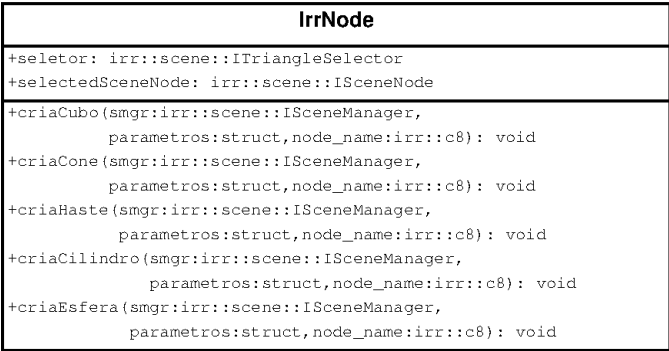 IrrNode
+seletor: irr::scene::ITriangleSelector
+selectedSceneNode: irr::scene::ISceneNode
+criaCubo(smgr:irr::scene::ISceneManager,
parametros:struct,node_name:irr::c8): void
+criaCone(smgr:irr::scene::ISceneManager,
parametros:struct,node_name:irr::c8): void
+criaHaste(smgr:irr::scene::ISceneManager,
parametros:struct,node_name:irr::c8): void
+criaCilindro(smgr:irr::scene::ISceneManager,
parametros:struct,node_name:irr::c8): void
+criaEsfera(smgr:irr::scene::ISceneManager,
parametros:struct,node_name:irr::c8): void